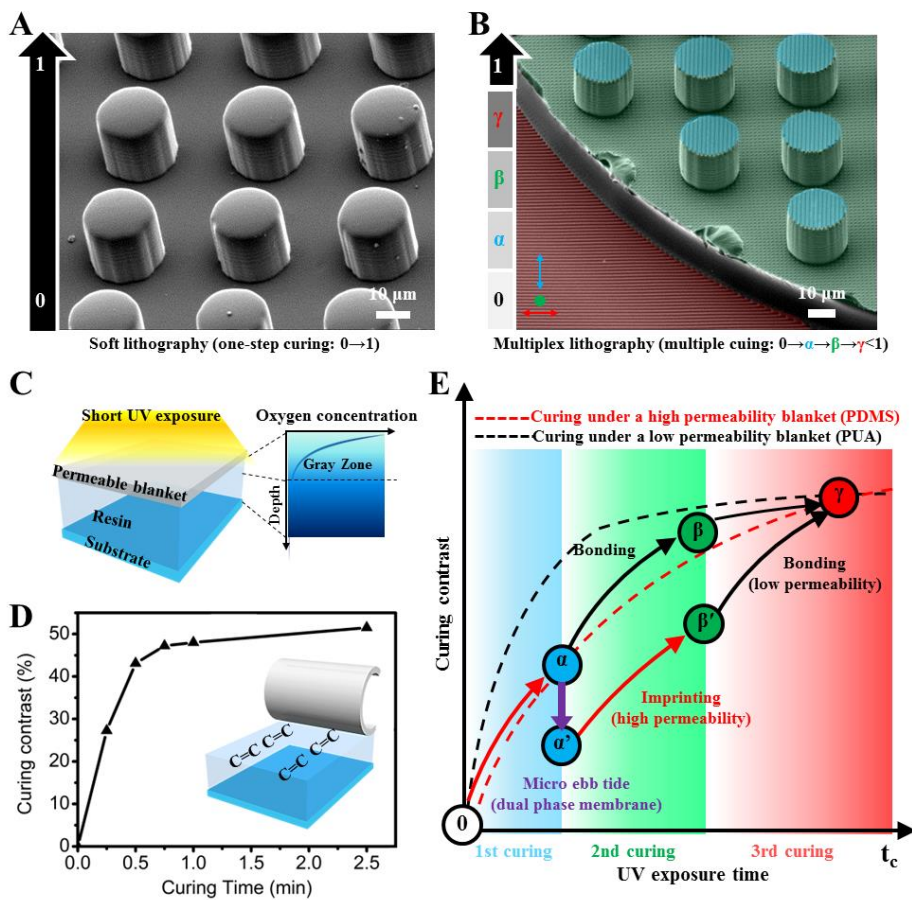 A
1
0
10 µm
Soft lithography (one-step curing: 0→1)
B
1
γ
β
α
0
10 µm
Multiplex lithography (multiple cuing: 0→α→β→γ<1)
C
Short UV exposure
Permeable blanket
Resin
Substrate
Oxygen concentration
Gray Zone
Depth
D
Curing contrast (%)
50
40
30
20
10
0
C=C C=C
C=C C=C
0.0 0.5 1.0 1.5 2.0 2.5
Curing Time (min)
E
Curing under a high permeability blanket (PDMS)
Curing under a low permeability blanket (PUA)
Curing contrast
γ
β
Bonding
Bonding
(low permeability)
β′
α
Imprinting
(high permeability)
α’
Micro ebb tide
(dual phase membrane)
0
1st curing 2nd curing 3rd curing tc
UV exposure time